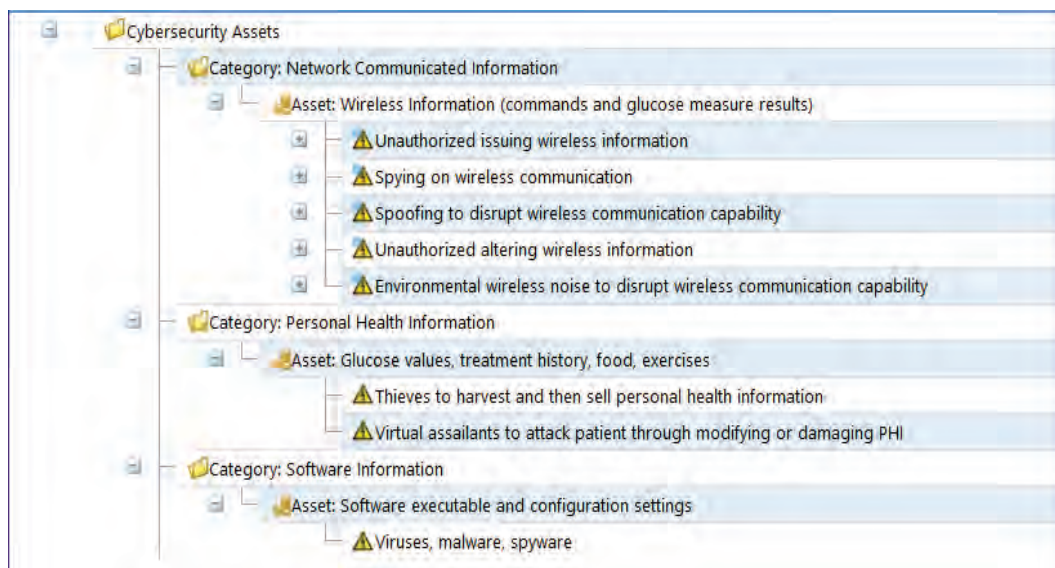 Cybersecurity Assets
Category: Network Communicated Information
Asset: Wireless Information (commands and glucose measure results)
Unauthorized issuing wireless information
Spying on wireless communication
Spoofing to disrupt wireless communication capability
Unauthorized altering wireless information
Environmental wireless noise to disrupt wireless communication capability
Category: Personal Health Information
Asset: Glucose values, treatment history, food, exercises
Thieves to harvest and then sell personal health information
Virtual assailants to attack patient through modifying or damaging PHI
Category: Software Information
Asset: Software executable and configuration settings
Viruses, malware, spyware